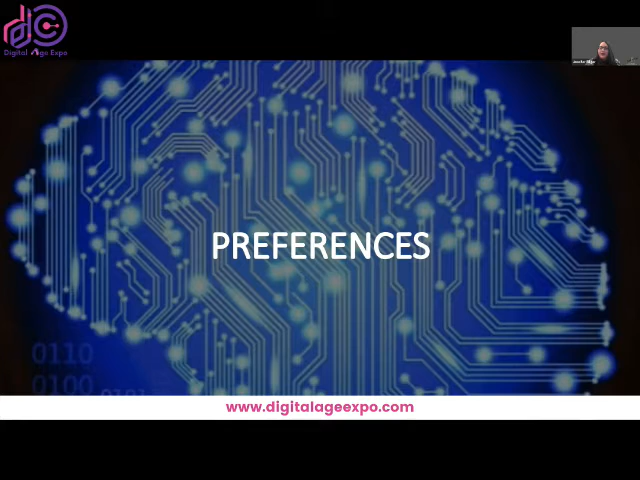 Digital Age Expo
PREFERENCES
0110
0100
www.digitalageexpo.com